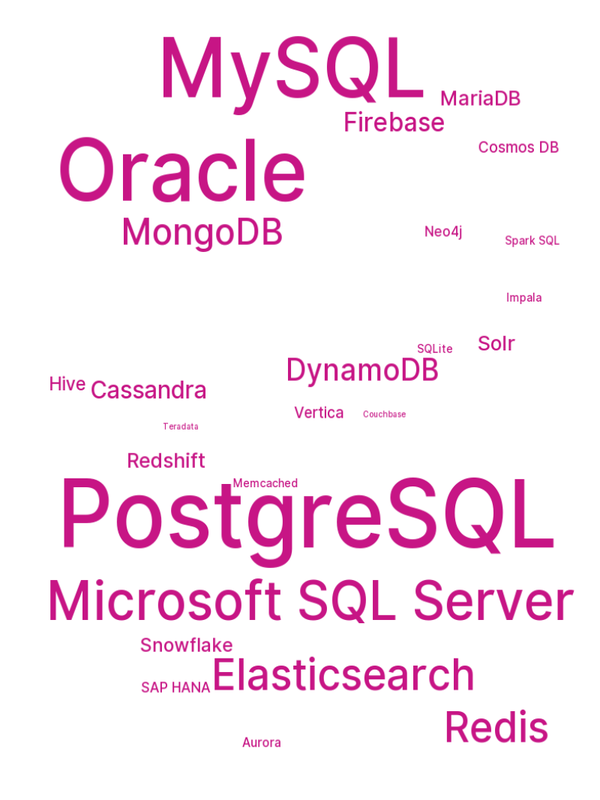 MySQL
MariaDB
Firebase
Cosmos DB
Oracle
MongoDB
Neo4j
Spark SQL
Impala
Solr
SQLite
DynamoDB
Hive
Cassandra
Vertica
Couchbase
Teradata
Redshift
Memcached
PostgreSQL
Microsoft SQL Server
Snowflake
Elasticsearch
SAP HANA
Redis
Aurora